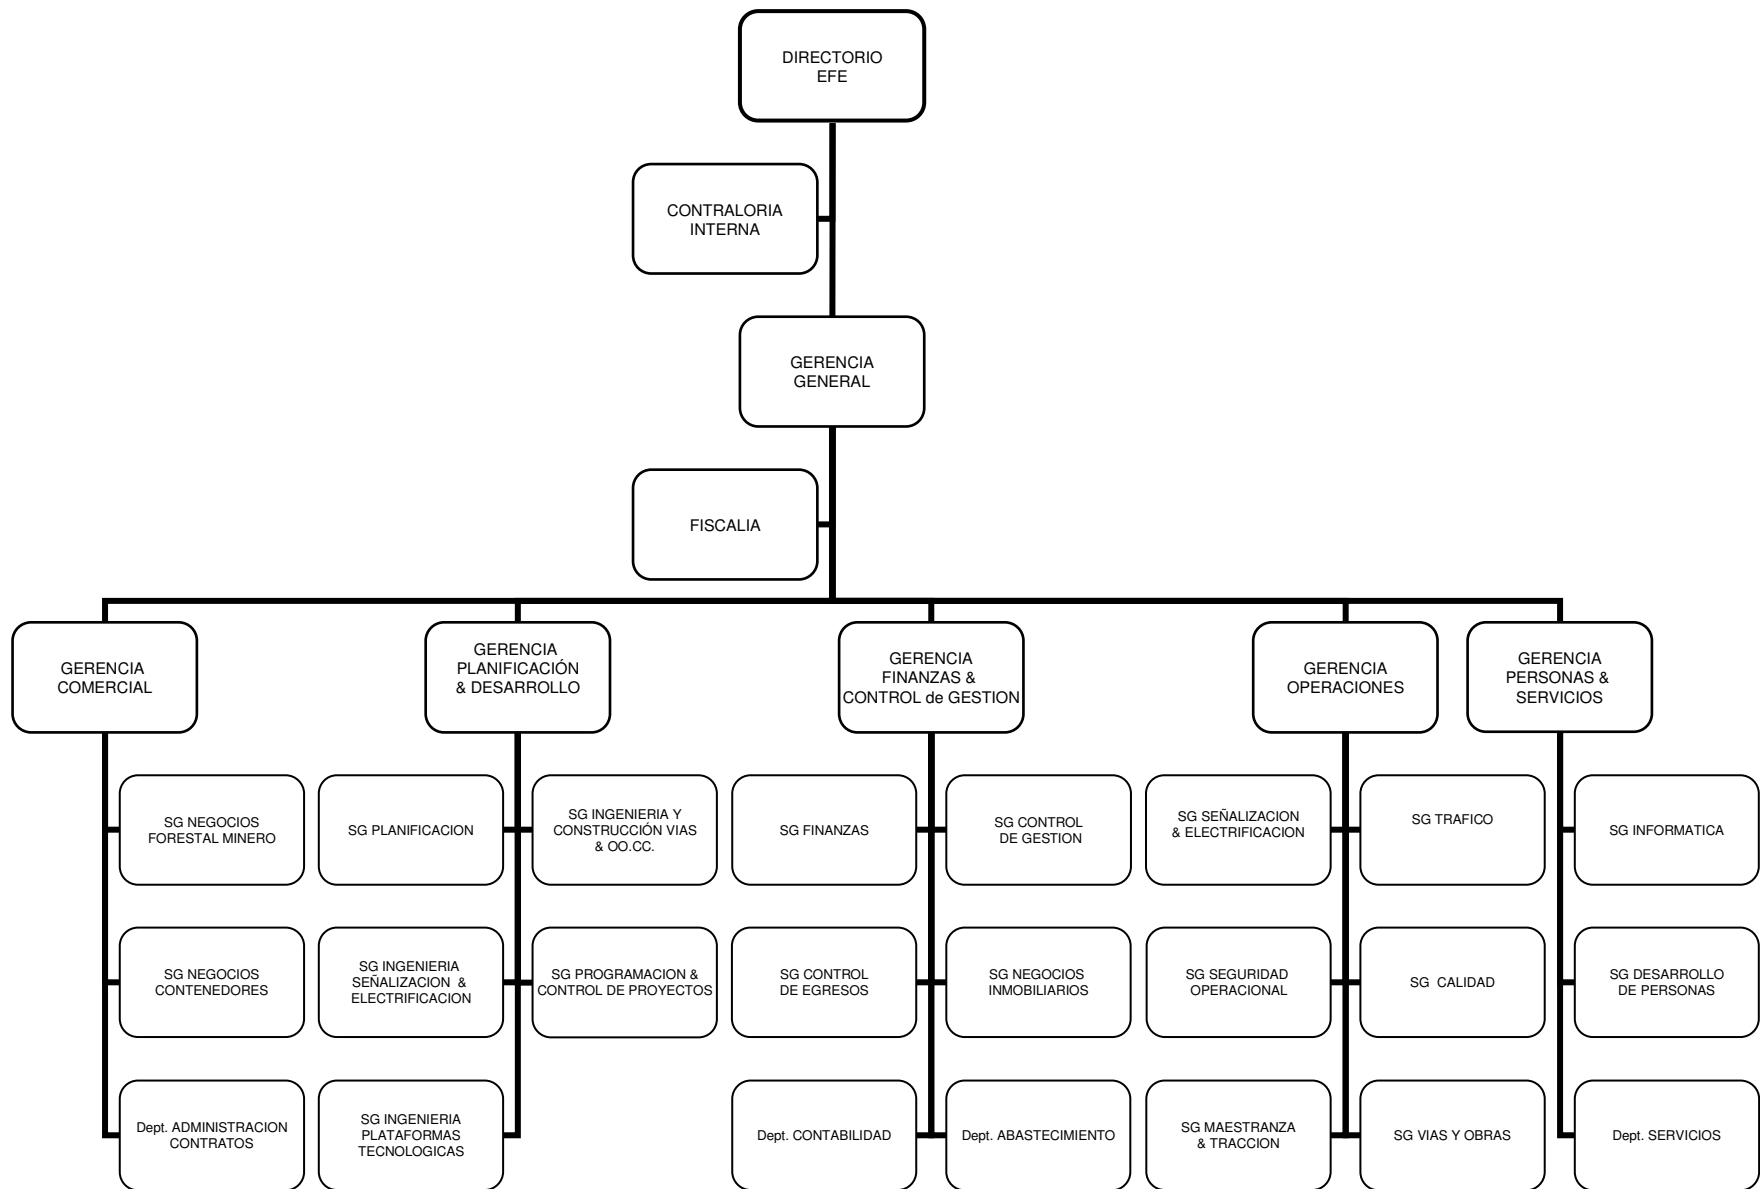 DIRECTORIO
EFE
CONTRALORIA
INTERNA
GERENCIA
GENERAL
FISCALIA
GERENCIA
COMERCIAL
GERENCIA
PLANIFICACIÓN
& DESARROLLO
GERENCIA
FINANZAS &
CONTROL de GESTION
GERENCIA
OPERACIONES
GERENCIA
PERSONAS &
SERVICIOS
SG NEGOCIOS
FORESTAL MINERO
SG PLANIFICACION
SG INGENIERIA Y
CONSTRUCCIÓN VIAS
& OO.CC.
SG FINANZAS
SG CONTROL
DE GESTION
SG SEÑALIZACION
& ELECTRIFICACION
SG TRAFICO
SG INFORMATICA
SG NEGOCIOS
CONTENEDORES
SG INGENIERIA
SEÑALIZACION &
ELECTRIFICACION
SG PROGRAMACION &
CONTROL DE PROYECTOS
SG CONTROL
DE EGRESOS
SG NEGOCIOS
INMOBILIARIOS
SG SEGURIDAD
OPERACIONAL
SG CALIDAD
SG DESARROLLO
DE PERSONAS
Dept. ADMINISTRACION
CONTRATOS
SG INGENIERIA
PLATAFORMAS
TECNOLOGICAS
Dept. CONTABILIDAD
Dept. ABASTECIMIENTO
SG MAESTRANZA
& TRACCION
SG VIAS Y OBRAS
Dept. SERVICIOS